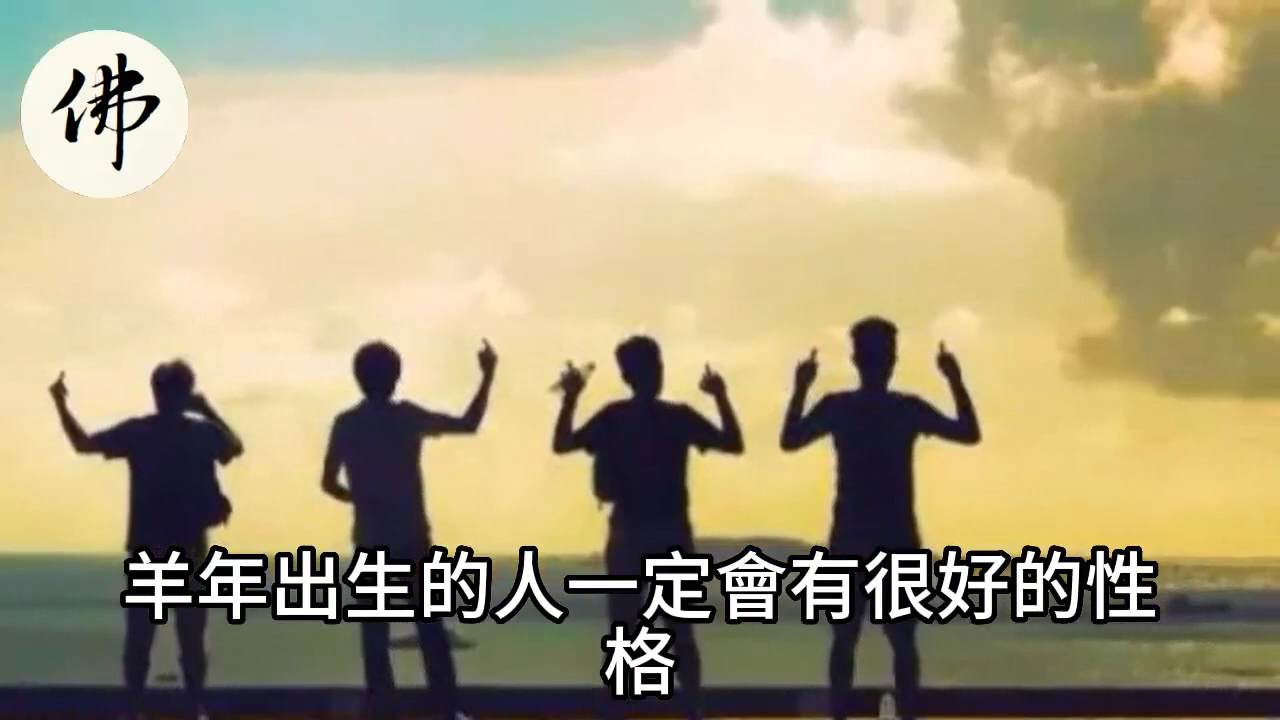 佛
羊年出生的人一定會有很好的性
格